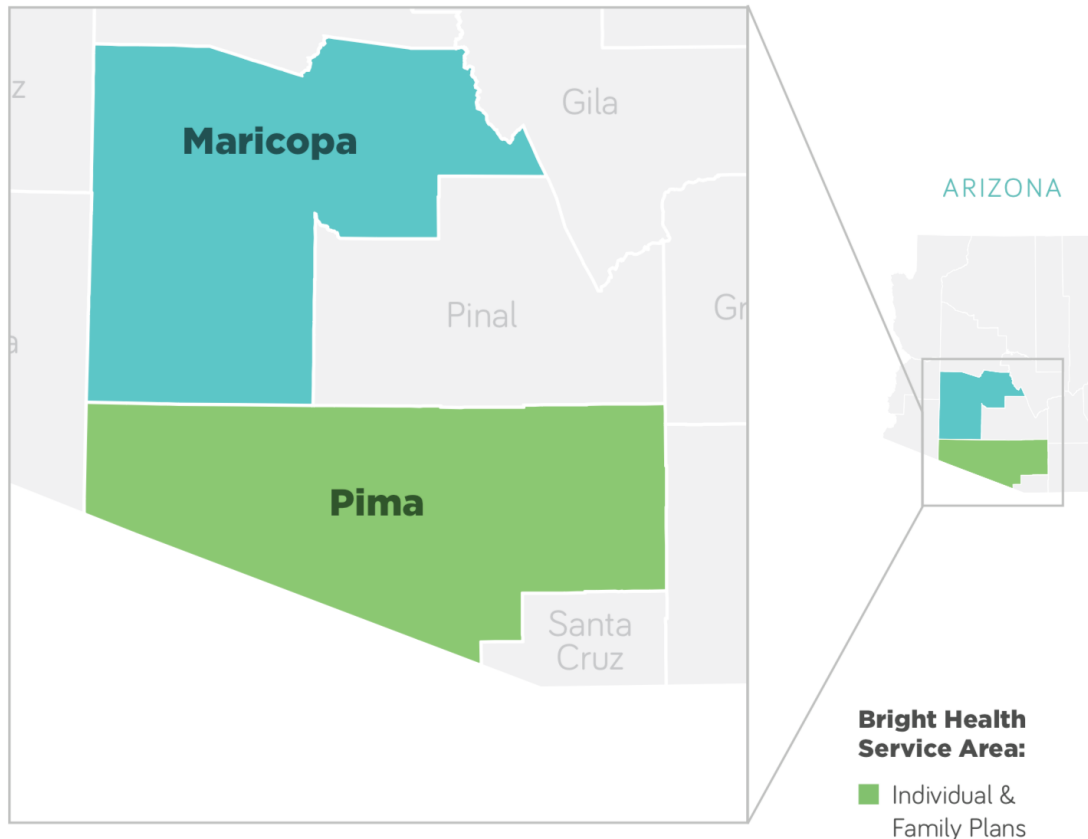 Gila
Maricopa
ARIZONA
Pinal
Pima
Santa
Cruz
Bright Health
Service Area:
Individual &
Family Plans